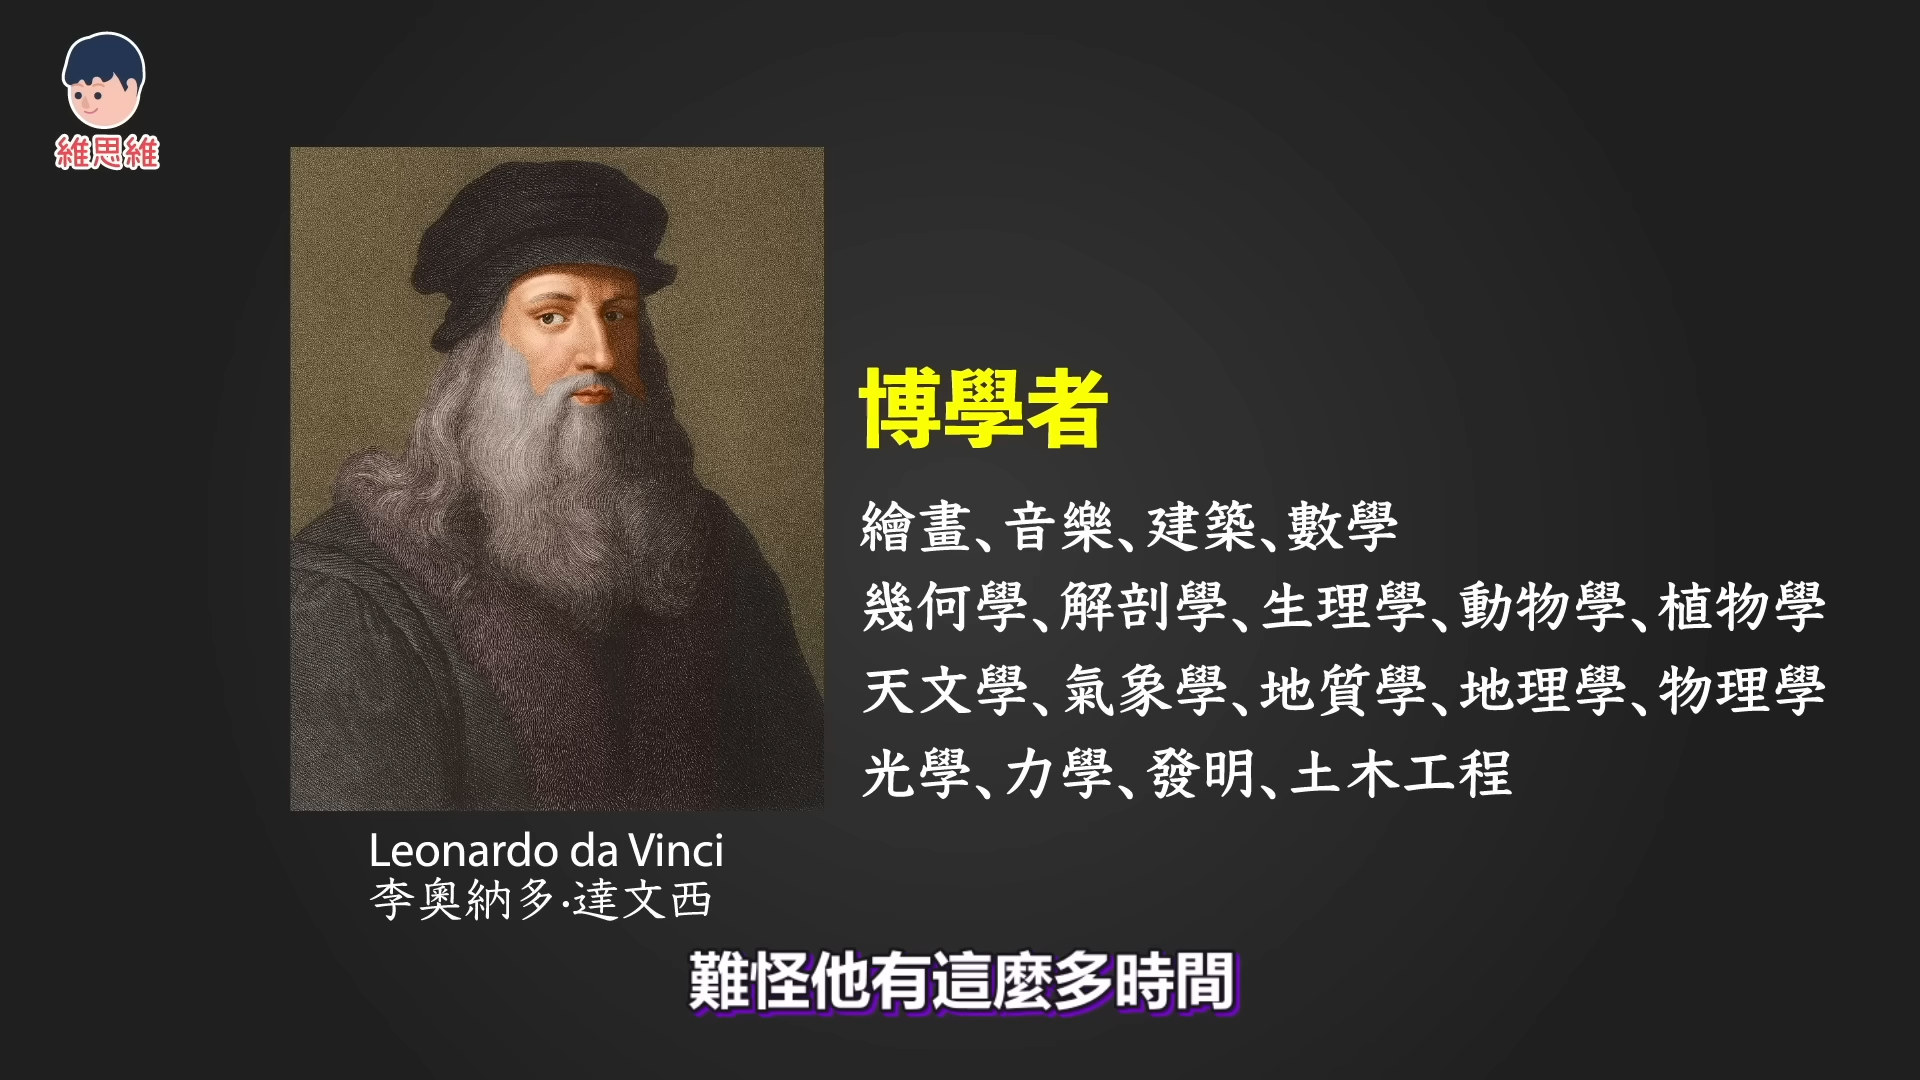 維思維
博學者
繪畫、音樂、建築、數學
幾何學、解剖學、生理學、動物學、植物學
天文學、氣象學、地質學、地理學、物理學
光學、力學、發明、土木工程
Leonardo da Vinci
李奧納多·達文西
難怪他有這麼多時間